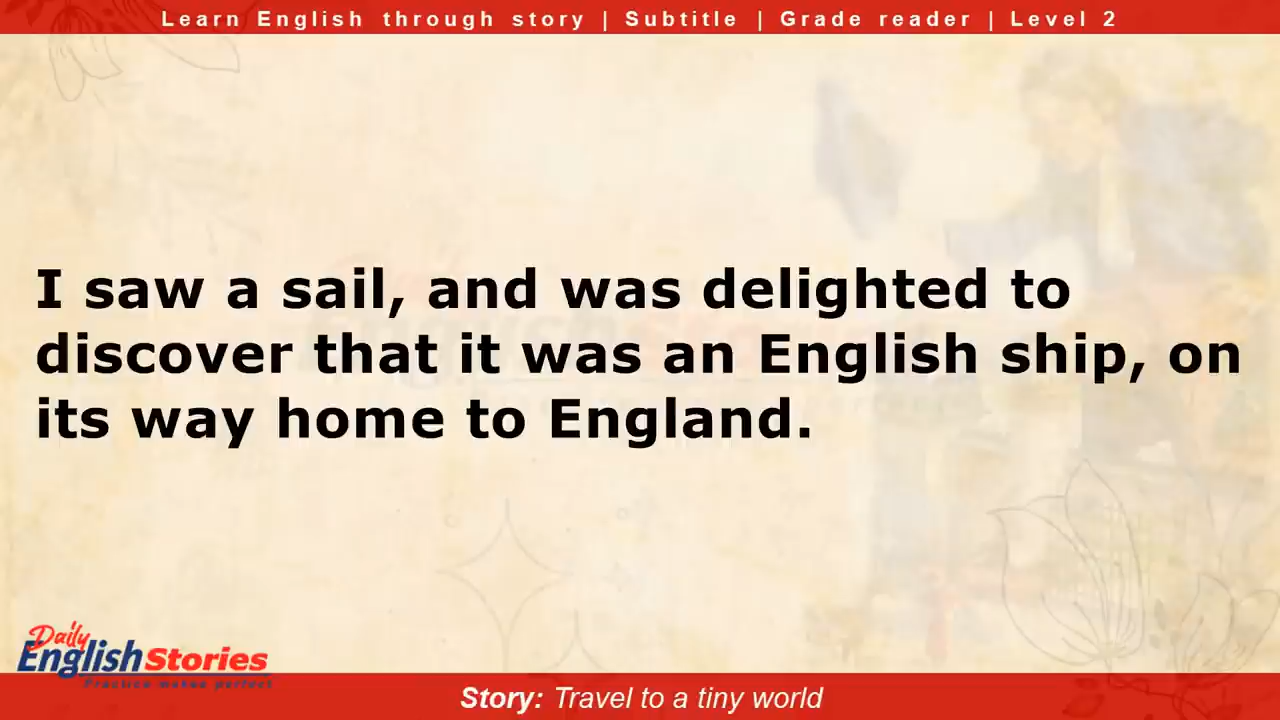 Learn English through story | Subtitle | Grade reader | Level 2
I saw a sail, and was delighted to
discover that it was an English ship, on
its way home to England.
Daily
English Stories
Practice makes perfect
Story: Travel to a tiny world